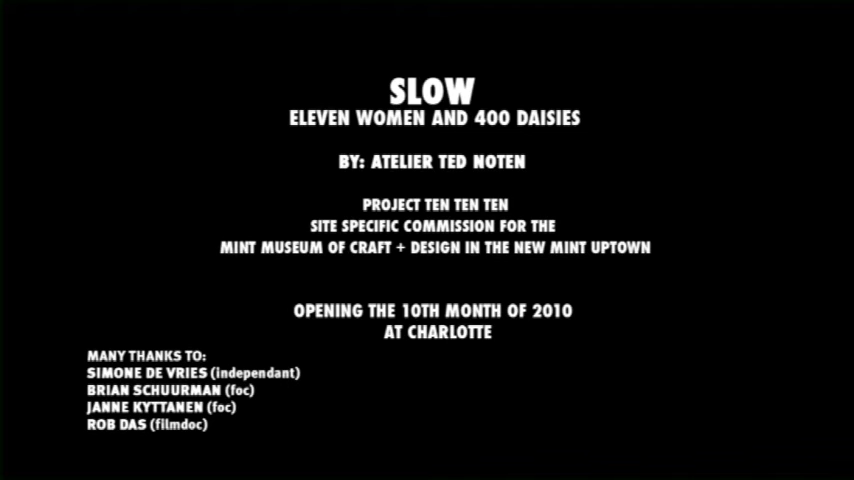 SLOW
ELEVEN WOMEN AND 400 DAISIES
BY: ATELIER TED NOTEN
PROJECT TEN TEN TEN
SITE SPECIFIC COMMISSION FOR THE
MINT MUSEUM OF CRAFT + DESIGN IN THE NEW MINT UPTOWN
OPENING THE 10TH MONTH OF 2010
AT CHARLOTTE
MANY THANKS TO:
SIMONE DE VRIES (independant)
BRIAN SCHUURMAN (foc)
JANNE KYTTANEN (foc)
ROB DAS (filmdoc)